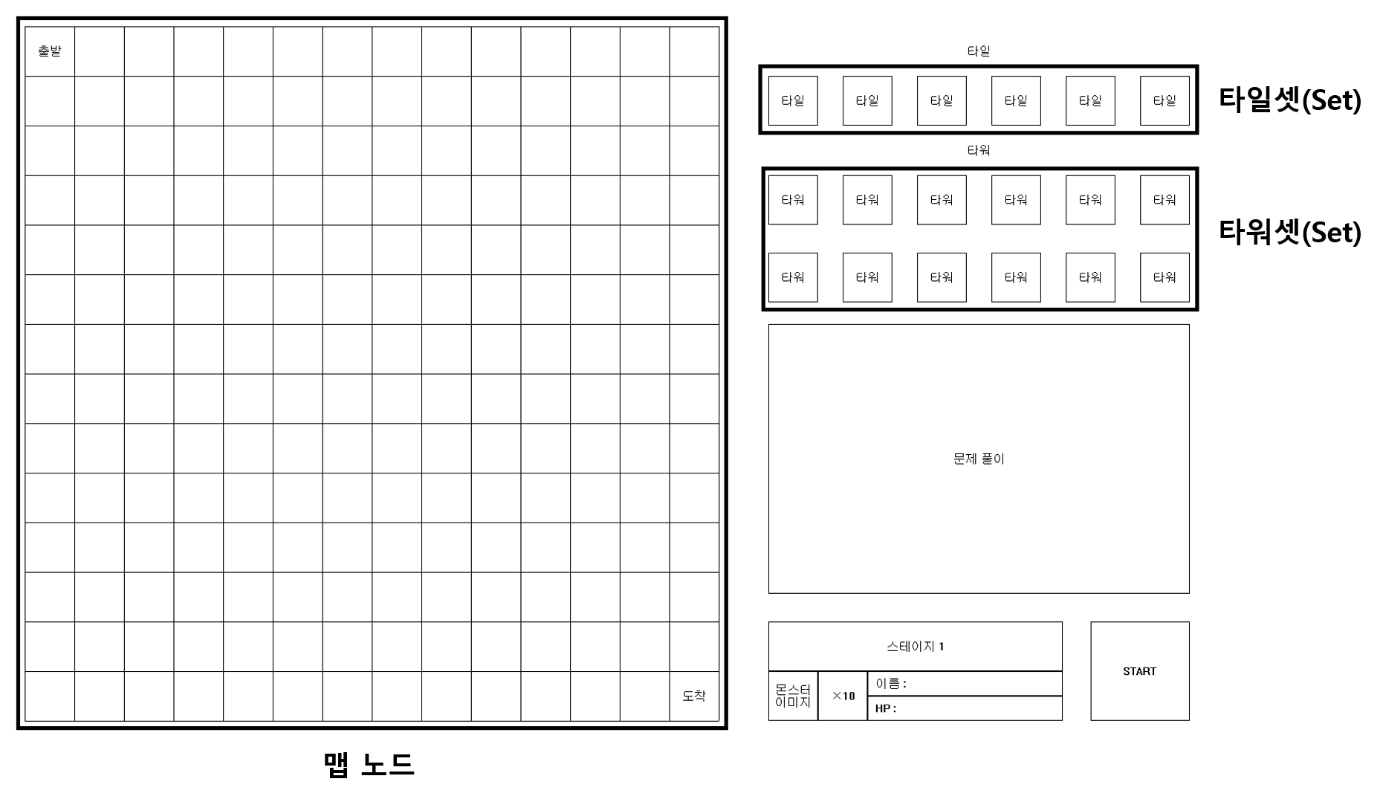 출발
타일
타일 타일 타일 타일 타일 타일
타일셋(Set)
타워
타워 타워 타워 타워 타워 타워
타워셋(Set)
타워 타워 타워 타워 타워 타워
문제 풀이
스테이지 1
몬스터
이미지
×10
이름 :
HP :
START
도착
맵 노드